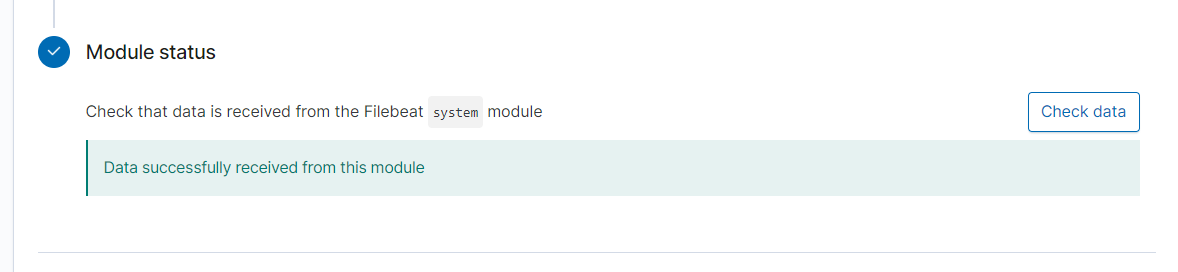 Module status
Check that data is received from the Filebeat system module
Check data
Data successfully received from this module